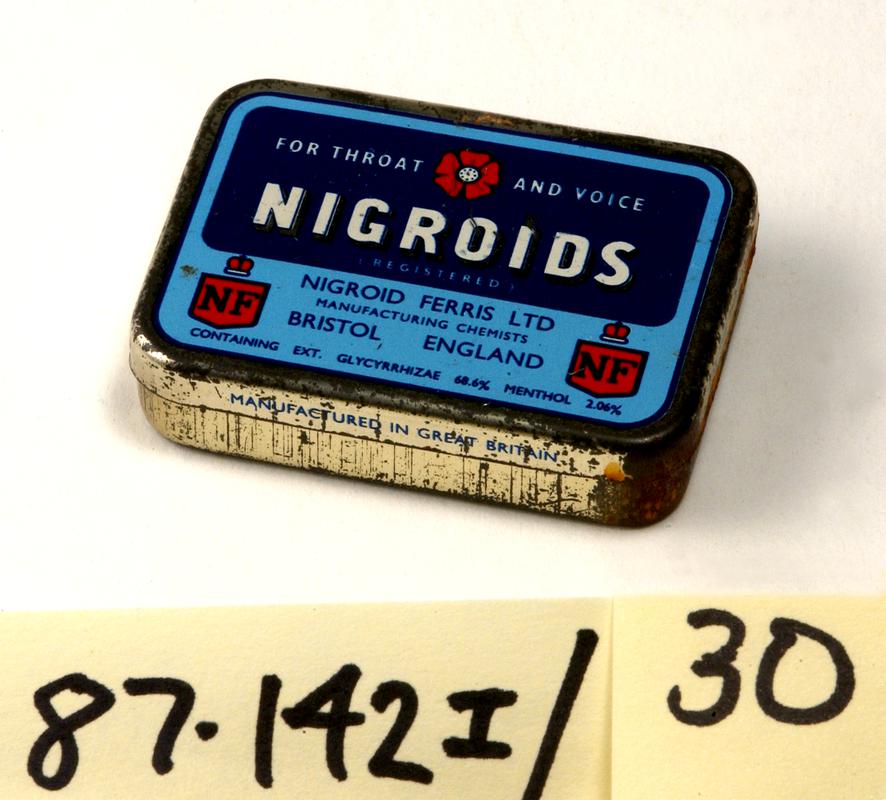 FOR THROAT AND VOICE
NIGROIDS
(REGISTERED)
NF
NIGROID FERRIS LTD
MANUFACTURING CHEMISTS
BRISTOL ENGLAND
NF
CONTAINING EXT. GLYCYRRHIZAE 68.6% MENTHOL 2.06%
MANUFACTURED IN GREAT BRITAIN
87.142I/30